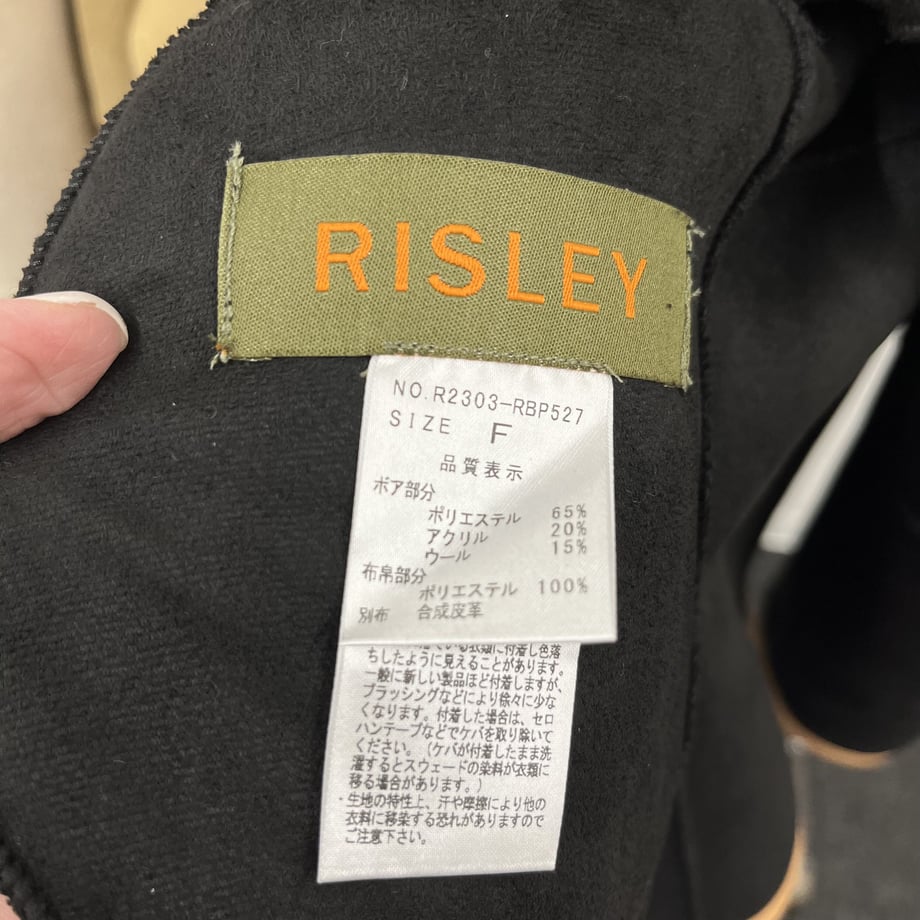 RISLEY
NO.R2303-RBP527
SIZE F
品質表示
ボア部分
ポリエステル 65%
アクリル 20%
ウール 15%
布帛部分
ポリエステル 100%
別布 合成皮革
いる衣類に付着し色落
ちしたように見えることがあります。
一般に新しい製品ほど付着しますが、
ブラッシングなどにより徐々に少な
くなります。付着した場合は、セロ
ハンテープなどでケバを取り除いて
ください。(ケバが付着したまま洗
濯するとスウェードの染料が衣類に
移る場合があります。)
・生地の特性上、汗や摩擦により他の
衣料に移染する恐れがありますので
ご注意下さい。